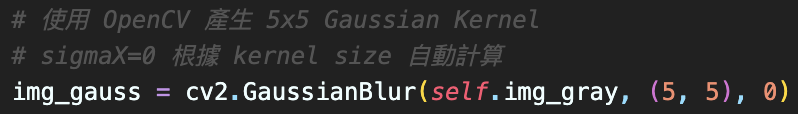 # 使用 OpenCV 產生 5x5 Gaussian Kernel
# sigmaX=0 根據 kernel size 自動計算
img_gauss = cv2.GaussianBlur(self.img_gray, (5, 5), 0)